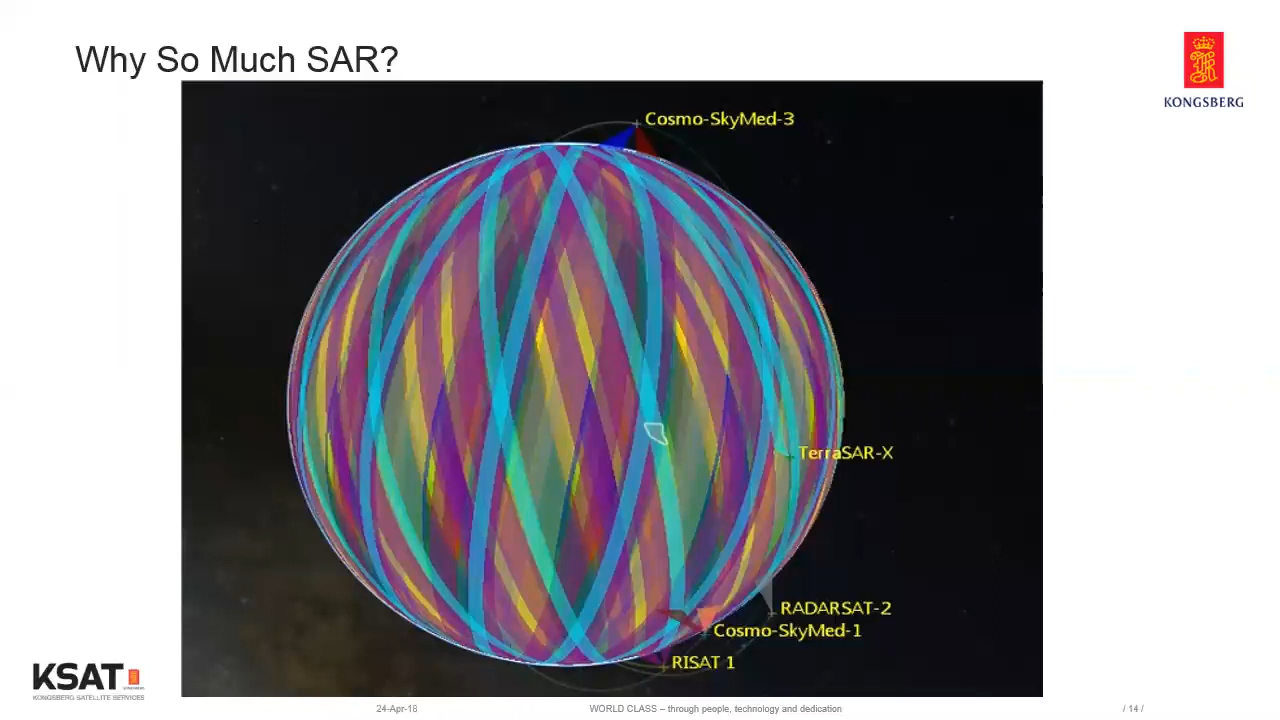 Why So Much SAR?
KONGSBERG
Cosmo-SkyMed-3
TerraSAR-X
RADARSAT-2
Cosmo-SkyMed-1
RISAT 1
KSAT
KONGSBERG SATELLITE SERVICES
24-Apr-18
WORLD CLASS – through people, technology and dedication
/ 14 /